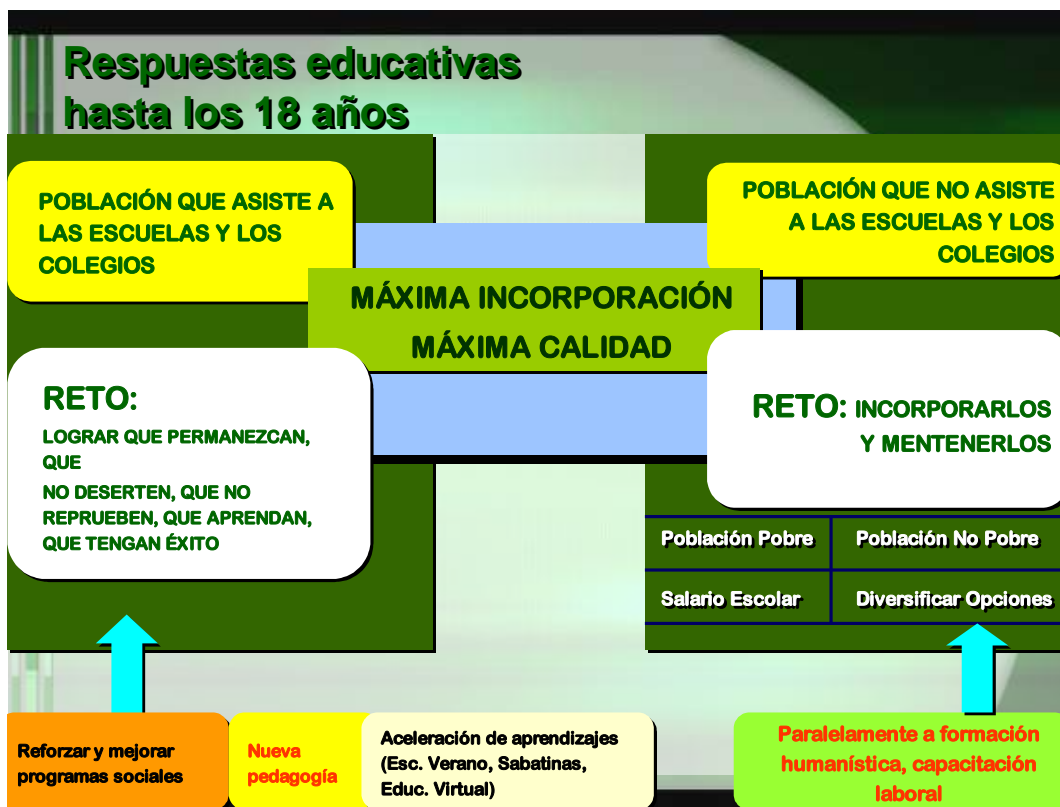 Respuestas educativas
hasta los 18 años
POBLACIÓN QUE ASISTE A
LAS ESCUELAS Y LOS
COLEGIOS
POBLACIÓN QUE NO ASISTE
A LAS ESCUELAS Y LOS
COLEGIOS
MÁXIMA INCORPORACIÓN
MÁXIMA CALIDAD
RETO:
LOGRAR QUE PERMANEZCAN,
QUE
NO DESERTEN, QUE NO
REPRUEBEN, QUE APRENDAN,
QUE TENGAN ÉXITO
RETO: INCORPORARLOS
Y MENTENERLOS
Población Pobre
Población No Pobre
Salario Escolar
Diversificar Opciones
Reforzar y mejorar
programas sociales
Nueva
pedagogía
Aceleración de aprendizajes
(Esc. Verano, Sabatinas,
Educ. Virtual)
Paralelamente a formación
humanística, capacitación
laboral